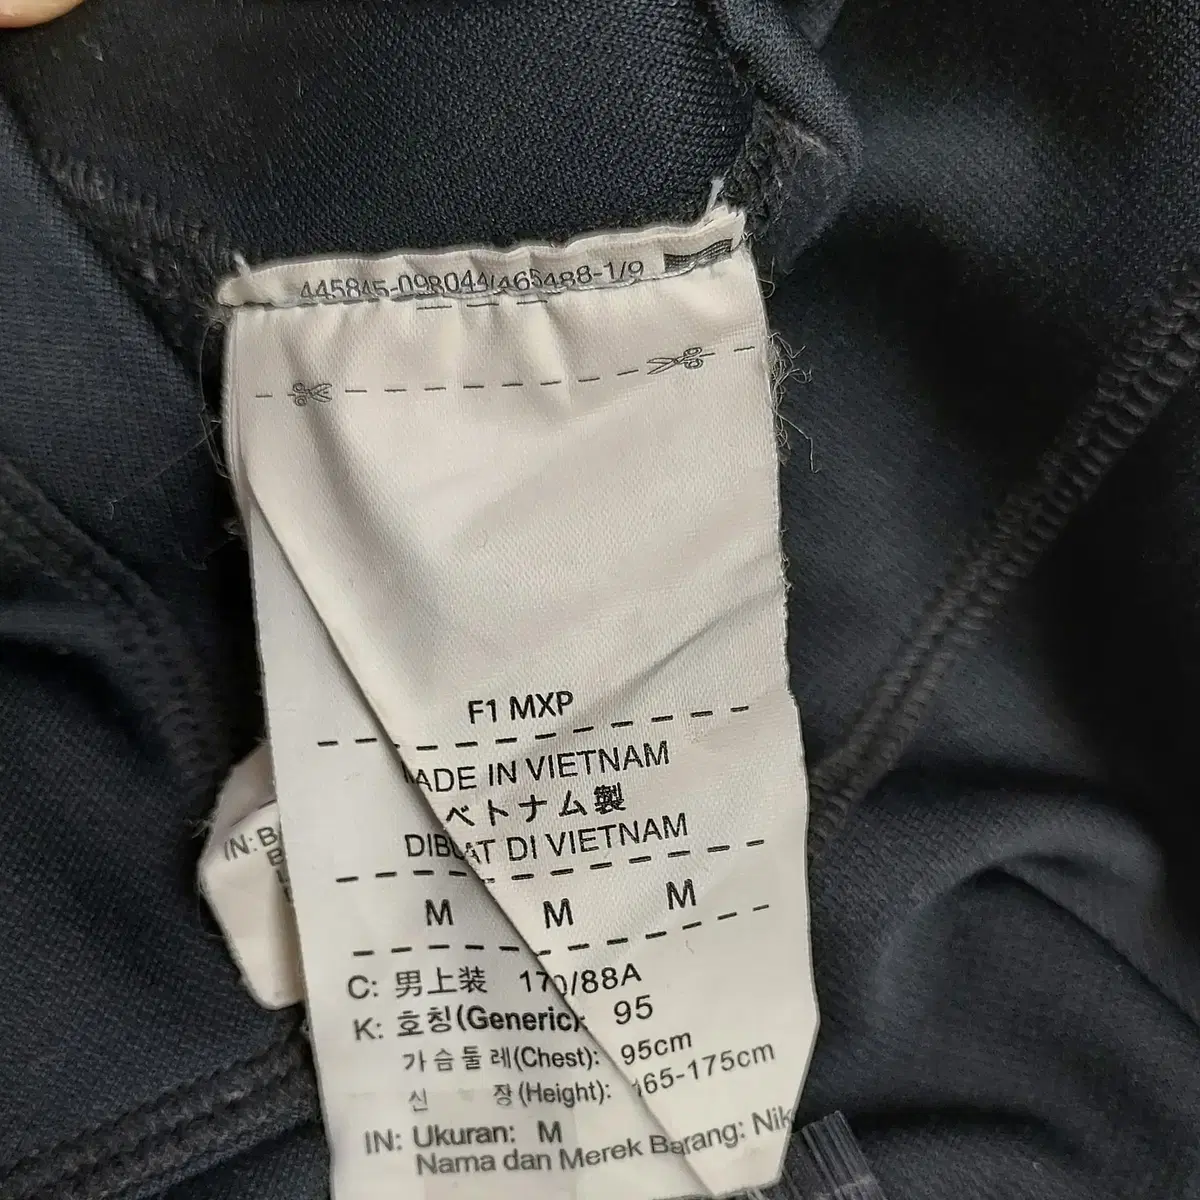 445845-098044/465488-1/9
F1 MXP
MADE IN VIETNAM
ベトナム製
DIBUAT DI VIETNAM
M M M
C: 男上装 170/88A
K: 호칭(Generic): 95
가슴둘레(Chest): 95cm
신 장(Height): 165-175cm
IN: Ukuran: M
Nama dan Merek Barang: Nik
IN: B